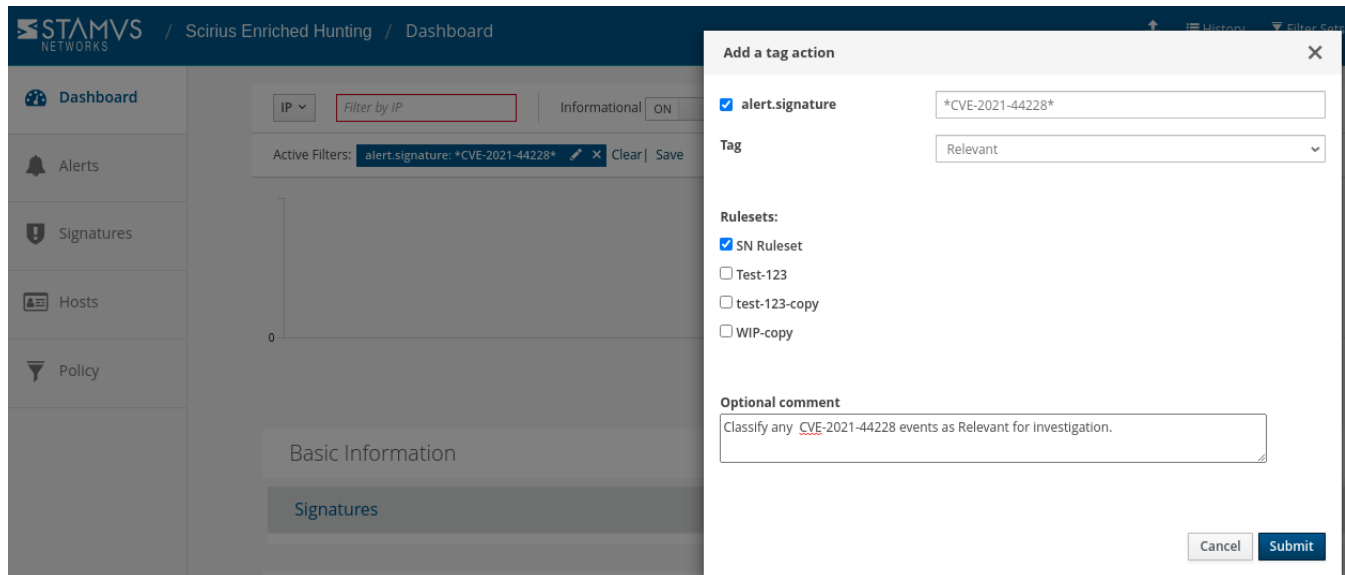 STAMVS / Scirius Enriched Hunting / Dashboard
NETWORKS
History Filter Sets
Dashboard
Alerts
Signatures
Hosts
Policy
IP Filter by IP Informational ON
Active Filters: alert.signature: *CVE-2021-44228* Clear| Save
0
Basic Information
Signatures
Add a tag action
alert.signature *CVE-2021-44228*
Tag Relevant
Rulesets:
SN Ruleset
Test-123
test-123-copy
WIP-copy
Optional comment
Classify any CVE-2021-44228 events as Relevant for investigation.
Cancel Submit